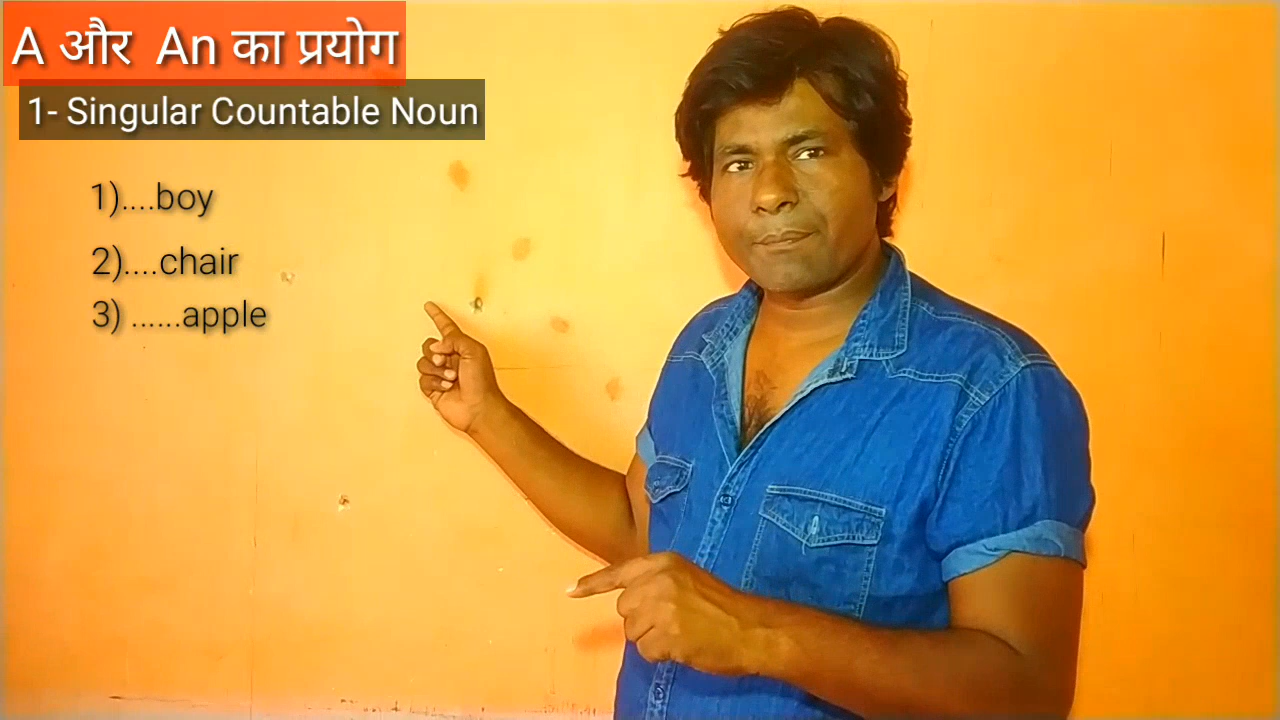 A और An का प्रयोग
1- Singular Countable Noun
1)....boy
2)....chair
3) ......apple